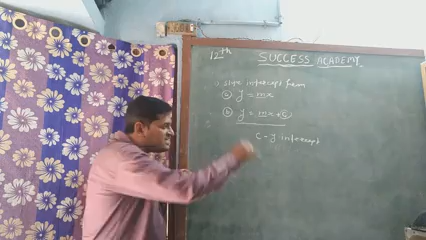 12th
SUCCESS ACADEMY
1. slope intercept form
(a) y = mx
(b) y = mx + c
c - y intercept